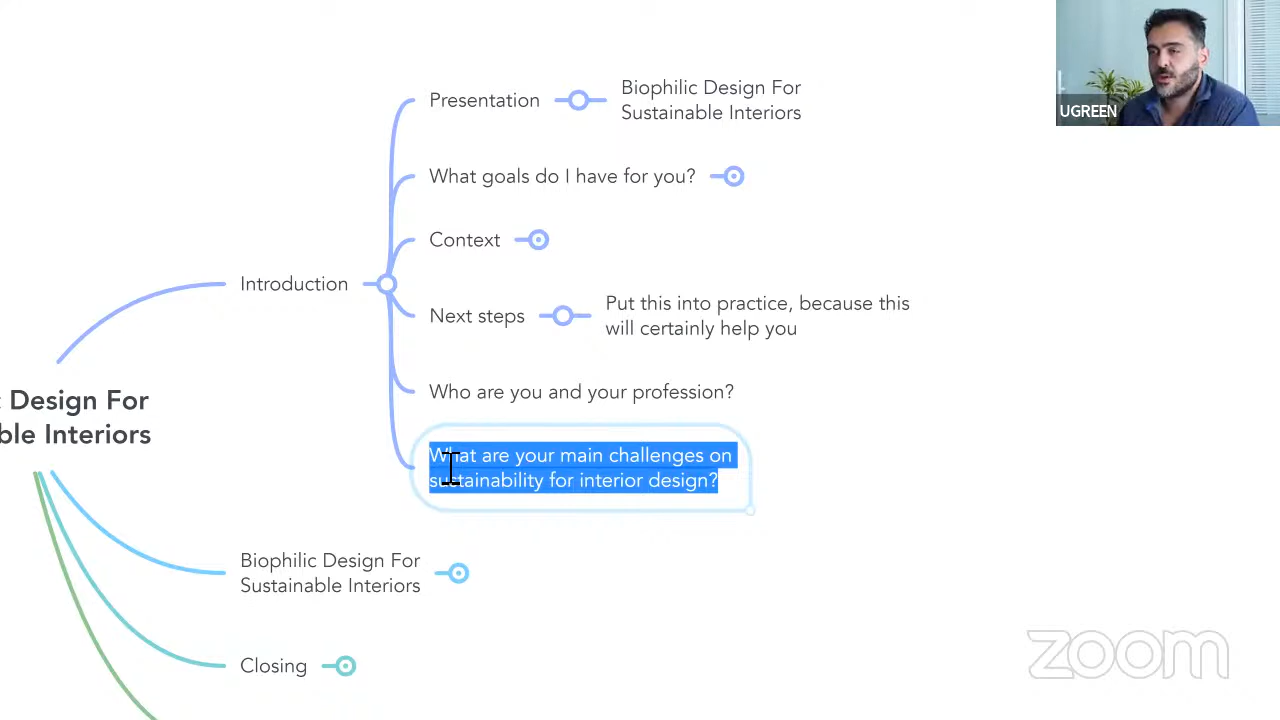 UGREEN
Presentation
Biophilic Design For
Sustainable Interiors
What goals do I have for you?
Context
Introduction
Next steps
Put this into practice, because this
will certainly help you
Who are you and your profession?
Design For
Interiors
What are your main challenges on
sustainability for interior design?
Biophilic Design For
Sustainable Interiors
Closing
zoom